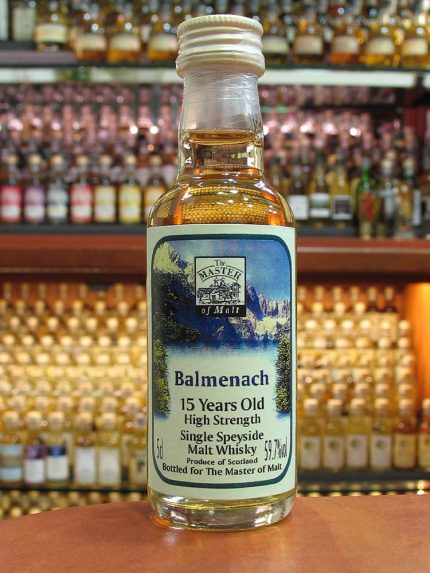 The
MASTER
of Malt
Balmenach
15 Years Old
High Strength
Single Speyside
Malt Whisky
5cl
59.7%vol
Produce of Scotland
Bottled for The Master of Malt